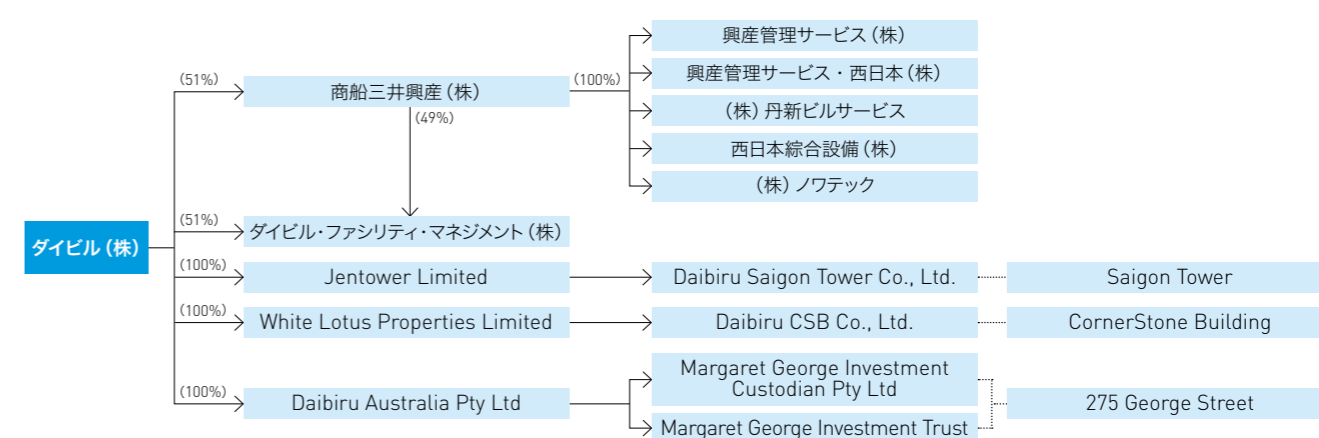 ダイビル（株）
(51%)
商船三井興産（株）
(49%)
(100%)
興産管理サービス（株）
興産管理サービス・西日本（株）
（株）丹新ビルサービス
西日本綜合設備（株）
（株）ノワテック
(51%)
ダイビル・ファシリティ・マネジメント（株）
(100%)
Jentower Limited
Daibiru Saigon Tower Co., Ltd.
Saigon Tower
(100%)
White Lotus Properties Limited
Daibiru CSB Co., Ltd.
CornerStone Building
(100%)
Daibiru Australia Pty Ltd
Margaret George Investment
Custodian Pty Ltd
Margaret George Investment Trust
275 George Street